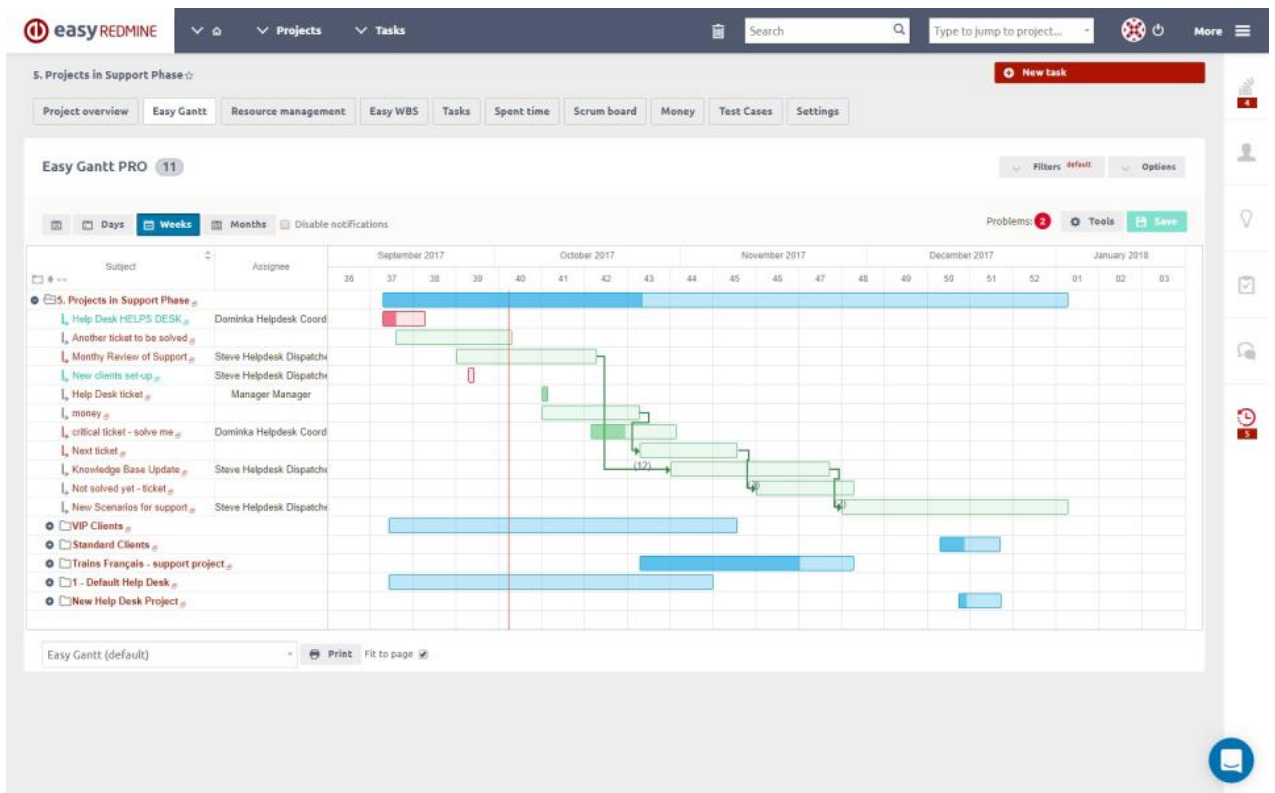 easy REDMINE Projects Tasks Search Type to jump to project... More
5. Projects in Support Phase New task
4
Project overview Easy Gantt Resource management Easy WBS Tasks Spent time Scrum board Money Test Cases Settings
Easy Gantt PRO 11 Filters default Options
Days Weeks Months Disable notifications Problems: 2 Tools Save
September 2017 October 2017 November 2017 December 2017 January 2018
Subject Assignee
36 37 38 39 40 41 42 43 44 45 46 47 48 49 50 51 52 01 02 03
5. Projects in Support Phase
Help Desk HELPS DESK Dominika Helpdesk Coord
Another ticket to be solved
Monthy Review of Support Steve Helpdesk Dispatche
New clients set-up Steve Helpdesk Dispatche
Help Desk ticket Manager Manager
money
critical ticket - solve me Dominika Helpdesk Coord
5
Next ticket
Knowledge Base Update Steve Helpdesk Dispatche (12)
Not solved yet - ticket
New Scenarios for support Steve Helpdesk Dispatche
VIP Clients
Standard Clients
Trains Français - support project
1 - Default Help Desk
New Help Desk Project
Easy Gantt (default) Print Fit to page